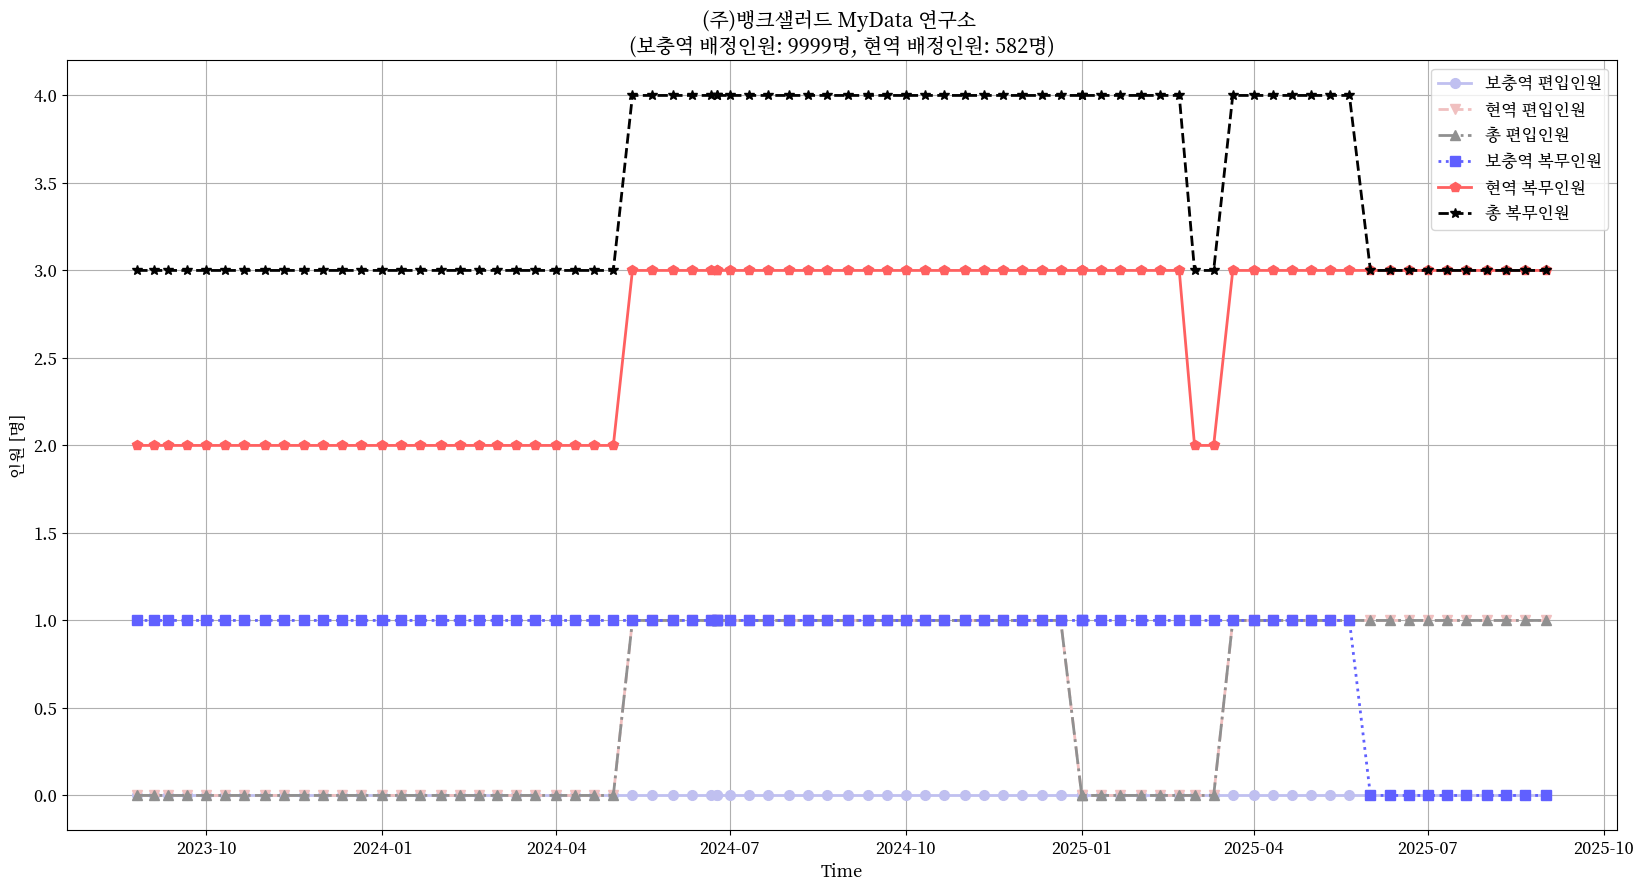 (주)뱅크샐러드 MyData 연구소
(보충역 배정인원: 9999명, 현역 배정인원: 582명)
보충역 편입인원
현역 편입인원
총 편입인원
보충역 복무인원
현역 복무인원
총 복무인원
인원 [명]
4.0
3.5
3.0
2.5
2.0
1.5
1.0
0.5
0.0
2023-10
2024-01
2024-04
2024-07
2024-10
2025-01
2025-04
2025-07
2025-10
Time